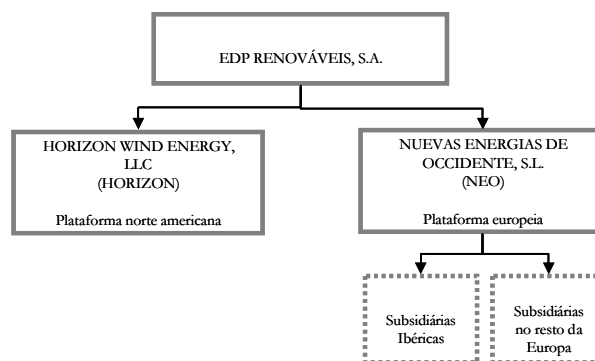 EDP RENOVÁVEIS, S.A.
HORIZON WIND ENERGY,
LLC
(HORIZON)
Plataforma norte americana
NUEVAS ENERGIAS DE
OCCIDENTE, S.L.
(NEO)
Plataforma europeia
Subsidiárias
Ibéricas
Subsidiárias
no resto da
Europa